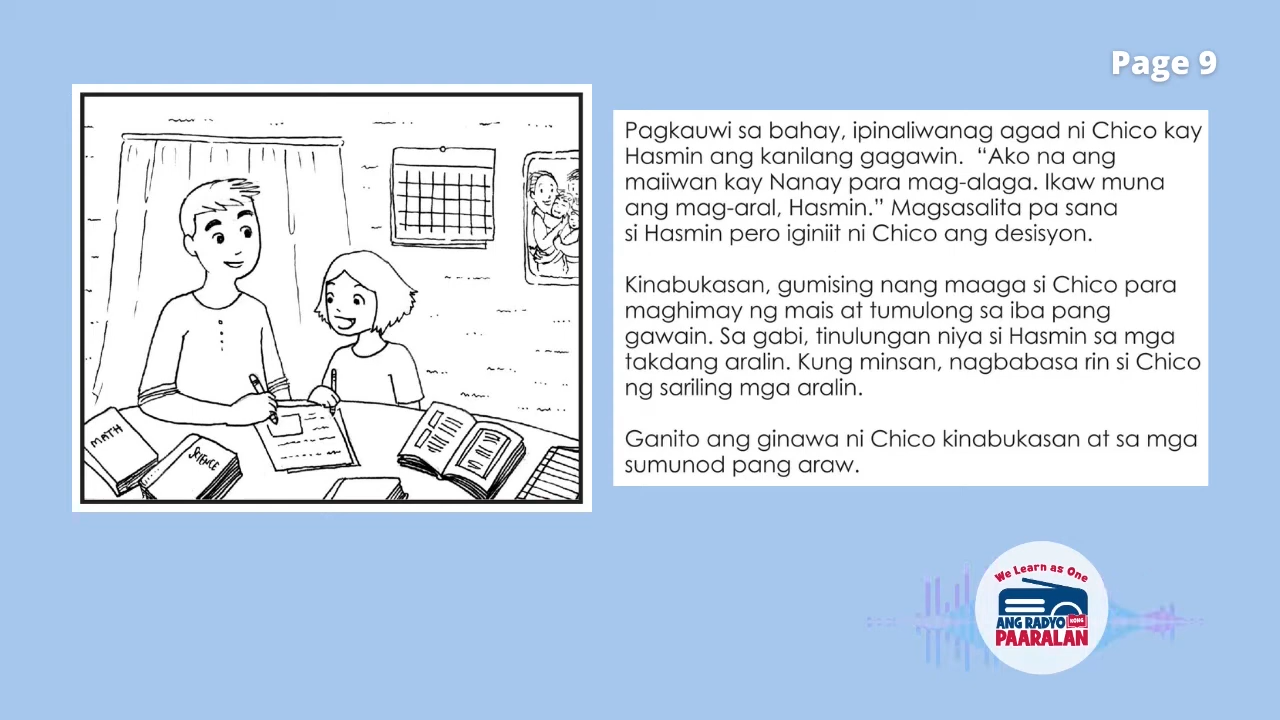 Page 9
Pagkauwi sa bahay, ipinaliwanag agad ni Chico kay
Hasmin ang kanilang gagawin. “Ako na ang
maiiwan kay Nanay para mag-alaga. Ikaw muna
ang mag-aral, Hasmin.” Magsasalita pa sana
si Hasmin pero iginiit ni Chico ang desisyon.
Kinabukasan, gumising nang maaga si Chico para
maghimay ng mais at tumulong sa iba pang
gawain. Sa gabi, tinulungan niya si Hasmin sa mga
takdang aralin. Kung minsan, nagbabasa rin si Chico
ng sariling mga aralin.
Ganito ang ginawa ni Chico kinabukasan at sa mga
sumunod pang araw.
MATH
SCIENCE
We Learn as One
ANG RADYO KONG
PAARALAN